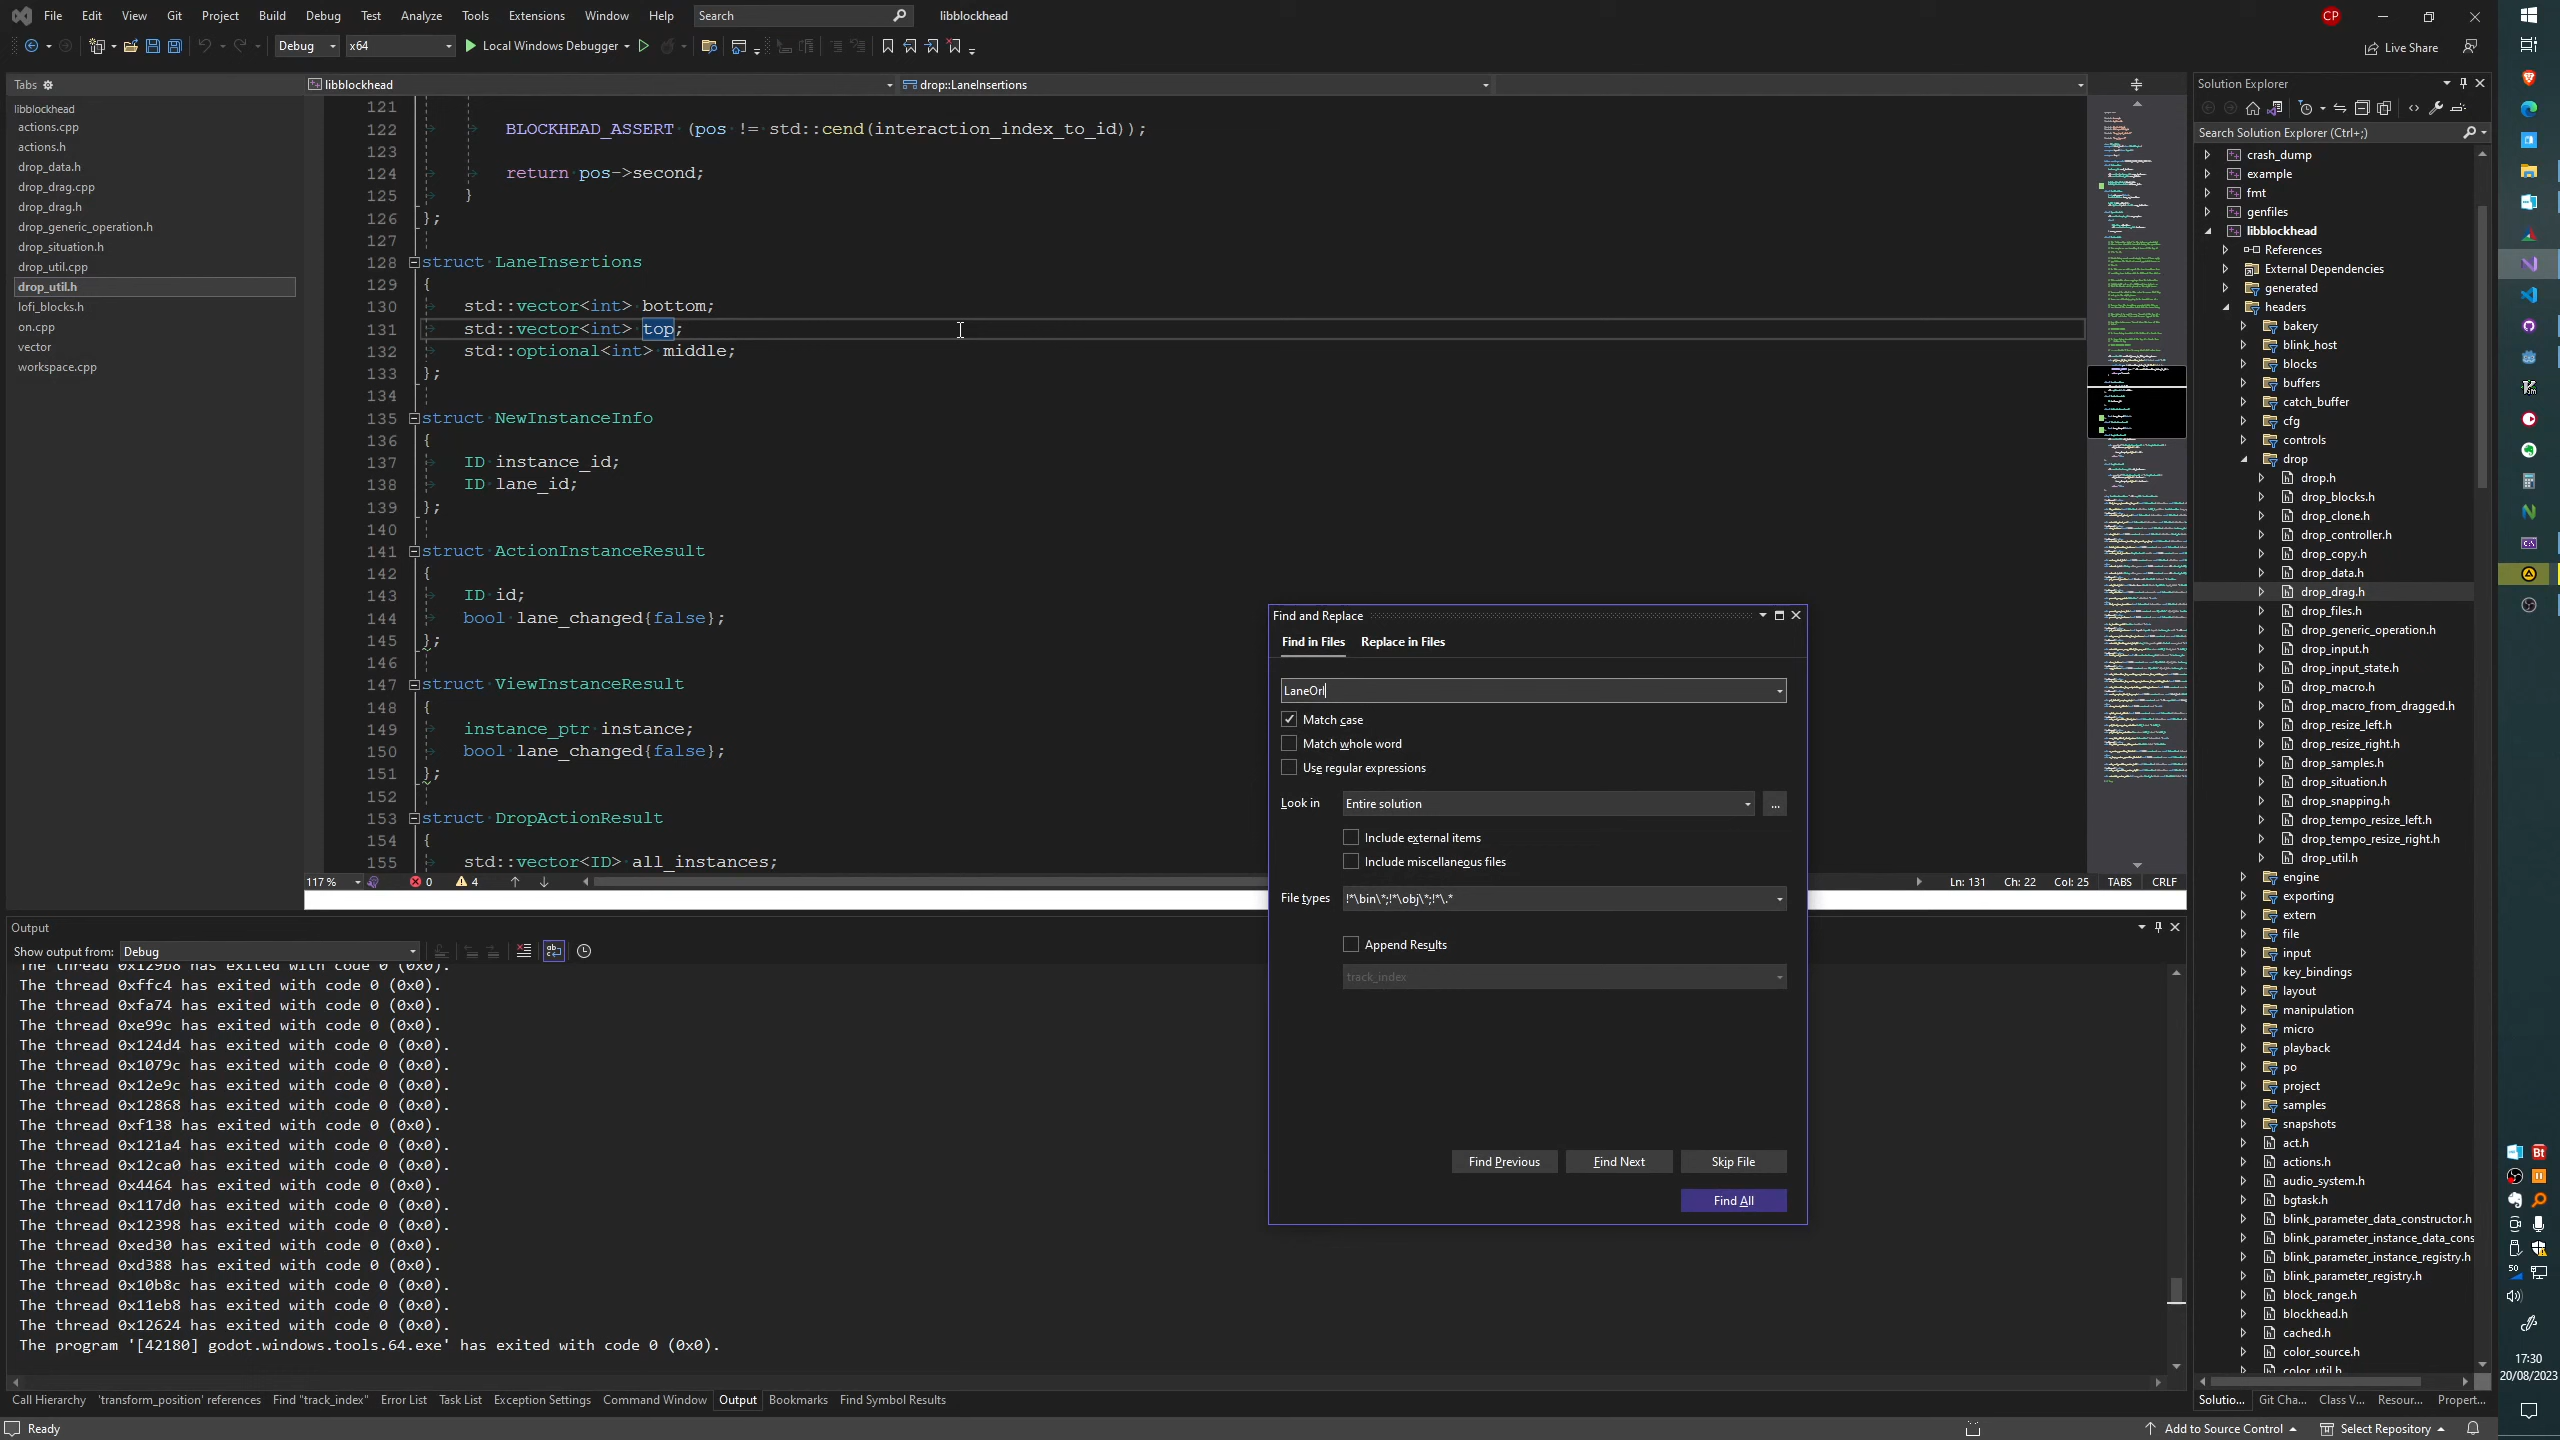 File Edit View Git Project Build Debug Test Analyze Tools Extensions Window Help Search libblockhead CP
Debug x64 Local Windows Debugger Live Share
Tabs
libblockhead
actions.cpp
actions.h
drop_data.h
drop_drag.cpp
drop_drag.h
drop_generic_operation.h
drop_situation.h
drop_util.cpp
drop_util.h
lofi_blocks.h
on.cpp
vector
workspace.cpp
libblockhead drop::LaneInsertions
121
122 BLOCKHEAD_ASSERT (pos != std::cend(interaction_index_to_id));
123
124 return pos->second;
125 }
126 };
127
128 struct LaneInsertions
129 {
130 std::vector<int> bottom;
131 std::vector<int> top;
132 std::optional<int> middle;
133 };
134
135 struct NewInstanceInfo
136 {
137 ID instance_id;
138 ID lane_id;
139 };
140
141 struct ActionInstanceResult
142 {
143 ID id;
144 bool lane_changed{false};
145 };
146
147 struct ViewInstanceResult
148 {
149 instance_ptr instance;
150 bool lane_changed{false};
151 };
152
153 struct DropActionResult
154 {
155 std::vector<ID> all_instances;
117 % 0 4 Ln: 131 Ch: 22 Col: 25 TABS CRLF
Find and Replace
Find in Files Replace in Files
LaneOrl
Match case
Match whole word
Use regular expressions
Look in Entire solution ...
Include external items
Include miscellaneous files
File types !*\bin\*;!*\obj\*;!*\.*
Append Results
track_index
Find Previous Find Next Skip File
Find All
Output
Show output from: Debug
The thread 0x129b8 has exited with code 0 (0x0).
The thread 0xffc4 has exited with code 0 (0x0).
The thread 0xfa74 has exited with code 0 (0x0).
The thread 0xe99c has exited with code 0 (0x0).
The thread 0x124d4 has exited with code 0 (0x0).
The thread 0x1079c has exited with code 0 (0x0).
The thread 0x12e9c has exited with code 0 (0x0).
The thread 0x12868 has exited with code 0 (0x0).
The thread 0xf138 has exited with code 0 (0x0).
The thread 0x121a4 has exited with code 0 (0x0).
The thread 0x12ca0 has exited with code 0 (0x0).
The thread 0x4464 has exited with code 0 (0x0).
The thread 0x117d0 has exited with code 0 (0x0).
The thread 0x12398 has exited with code 0 (0x0).
The thread 0xed30 has exited with code 0 (0x0).
The thread 0xd388 has exited with code 0 (0x0).
The thread 0x10b8c has exited with code 0 (0x0).
The thread 0x11eb8 has exited with code 0 (0x0).
The thread 0x12624 has exited with code 0 (0x0).
The program '[42180] godot.windows.tools.64.exe' has exited with code 0 (0x0).
Call Hierarchy 'transform_position' references Find "track_index" Error List Task List Exception Settings Command Window Output Bookmarks Find Symbol Results
Ready Add to Source Control Select Repository
Solution Explorer
Search Solution Explorer (Ctrl+;)
crash_dump
example
fmt
genfiles
libblockhead
References
External Dependencies
generated
headers
bakery
blink_host
blocks
buffers
catch_buffer
cfg
controls
drop
drop.h
drop_blocks.h
drop_clone.h
drop_controller.h
drop_copy.h
drop_data.h
drop_drag.h
drop_files.h
drop_generic_operation.h
drop_input.h
drop_input_state.h
drop_macro.h
drop_macro_from_dragged.h
drop_resize_left.h
drop_resize_right.h
drop_samples.h
drop_situation.h
drop_snapping.h
drop_tempo_resize_left.h
drop_tempo_resize_right.h
drop_util.h
engine
exporting
extern
file
input
key_bindings
layout
manipulation
micro
playback
po
project
samples
snapshots
act.h
actions.h
audio_system.h
bgtask.h
blink_parameter_data_constructor.h
blink_parameter_instance_data_cons
blink_parameter_instance_registry.h
blink_parameter_registry.h
block_range.h
blockhead.h
cached.h
color_source.h
color_util.h
Solutio... Git Cha... Class V... Resour... Propert...
Bt
50
17:30
20/08/2023